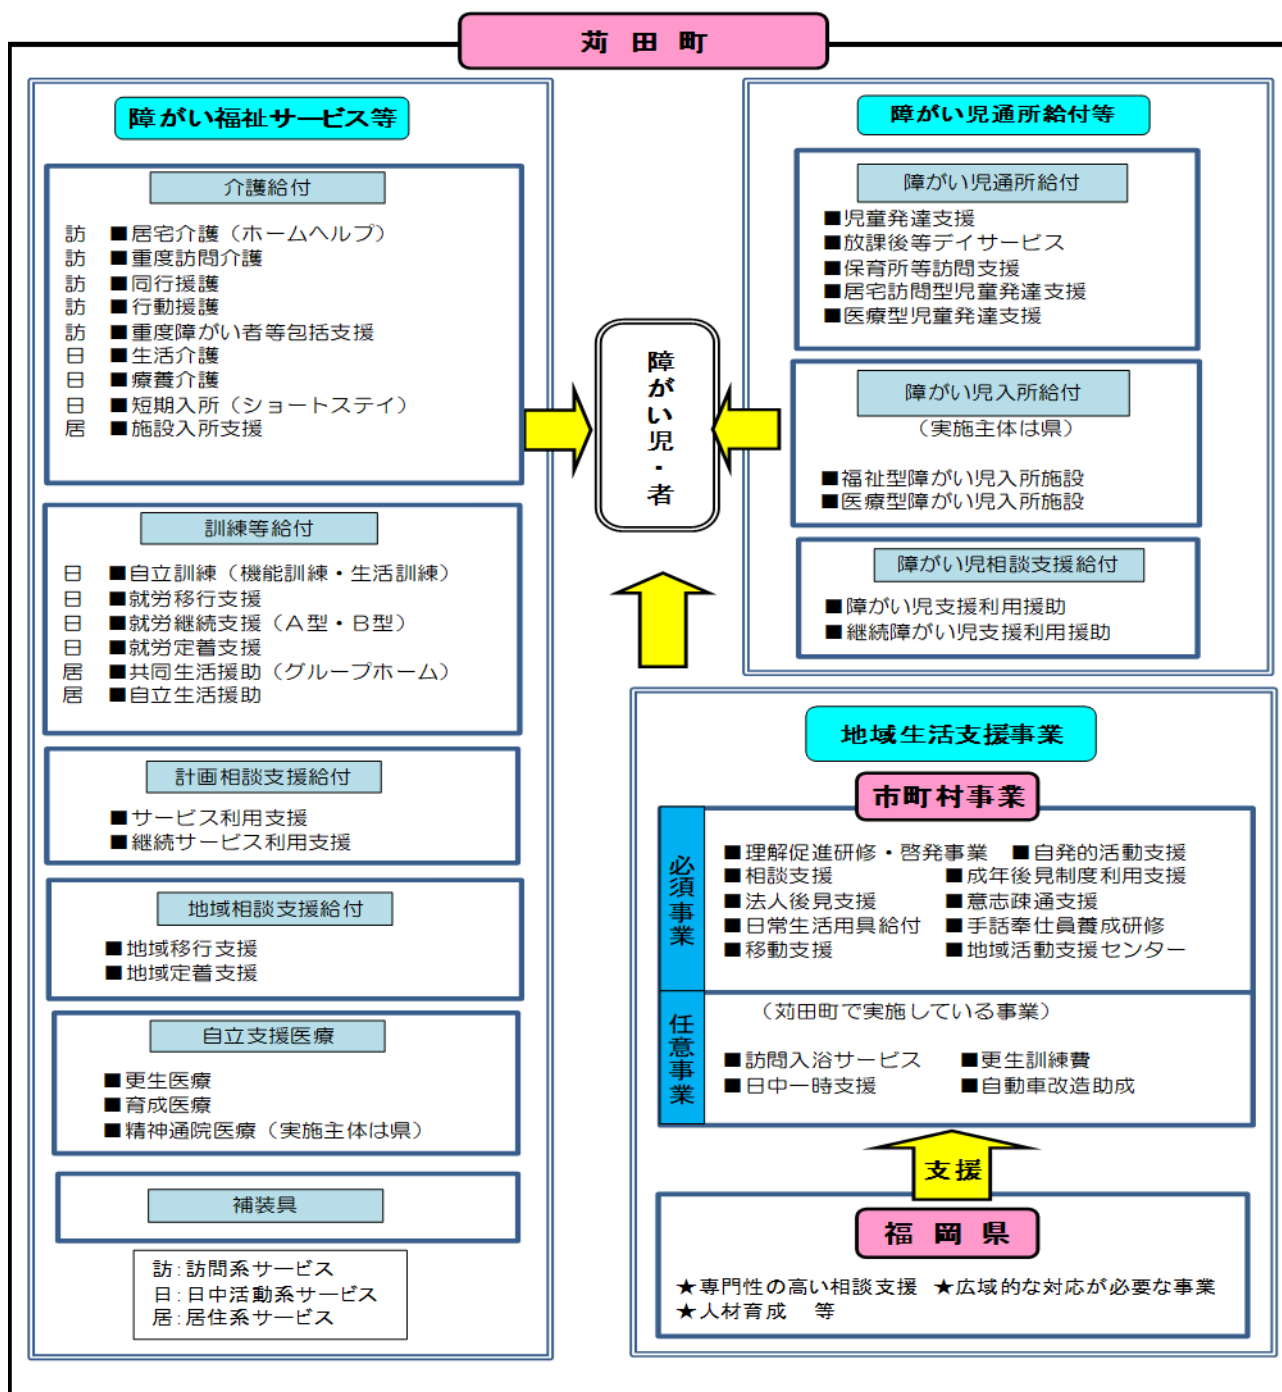 苅田町
障がい福祉サービス等
介護給付
訪 ■居宅介護（ホームヘルプ）
訪 ■重度訪問介護
訪 ■同行援護
訪 ■行動援護
訪 ■重度障がい者等包括支援
日 ■生活介護
日 ■療養介護
日 ■短期入所（ショートステイ）
居 ■施設入所支援
訓練等給付
日 ■自立訓練（機能訓練・生活訓練）
日 ■就労移行支援
日 ■就労継続支援（Ａ型・Ｂ型）
日 ■就労定着支援
居 ■共同生活援助（グループホーム）
居 ■自立生活援助
計画相談支援給付
■サービス利用支援
■継続サービス利用支援
地域相談支援給付
■地域移行支援
■地域定着支援
自立支援医療
■更生医療
■育成医療
■精神通院医療（実施主体は県）
補装具
訪：訪問系サービス
日：日中活動系サービス
居：居住系サービス
障がい児・者
障がい児通所給付等
障がい児通所給付
■児童発達支援
■放課後等デイサービス
■保育所等訪問支援
■居宅訪問型児童発達支援
■医療型児童発達支援
障がい児入所給付
（実施主体は県）
■福祉型障がい児入所施設
■医療型障がい児入所施設
障がい児相談支援給付
■障がい児支援利用援助
■継続障がい児支援利用援助
地域生活支援事業
市町村事業
必須事業
■理解促進研修・啓発事業 ■自発的活動支援
■相談支援 ■成年後見制度利用支援
■法人後見支援 ■意志疎通支援
■日常生活用具給付 ■手話奉仕員養成研修
■移動支援 ■地域活動支援センター
任意事業
（苅田町で実施している事業）
■訪問入浴サービス ■更生訓練費
■日中一時支援 ■自動車改造助成
支援
福岡県
★専門性の高い相談支援 ★広域的な対応が必要な事業
★人材育成 等